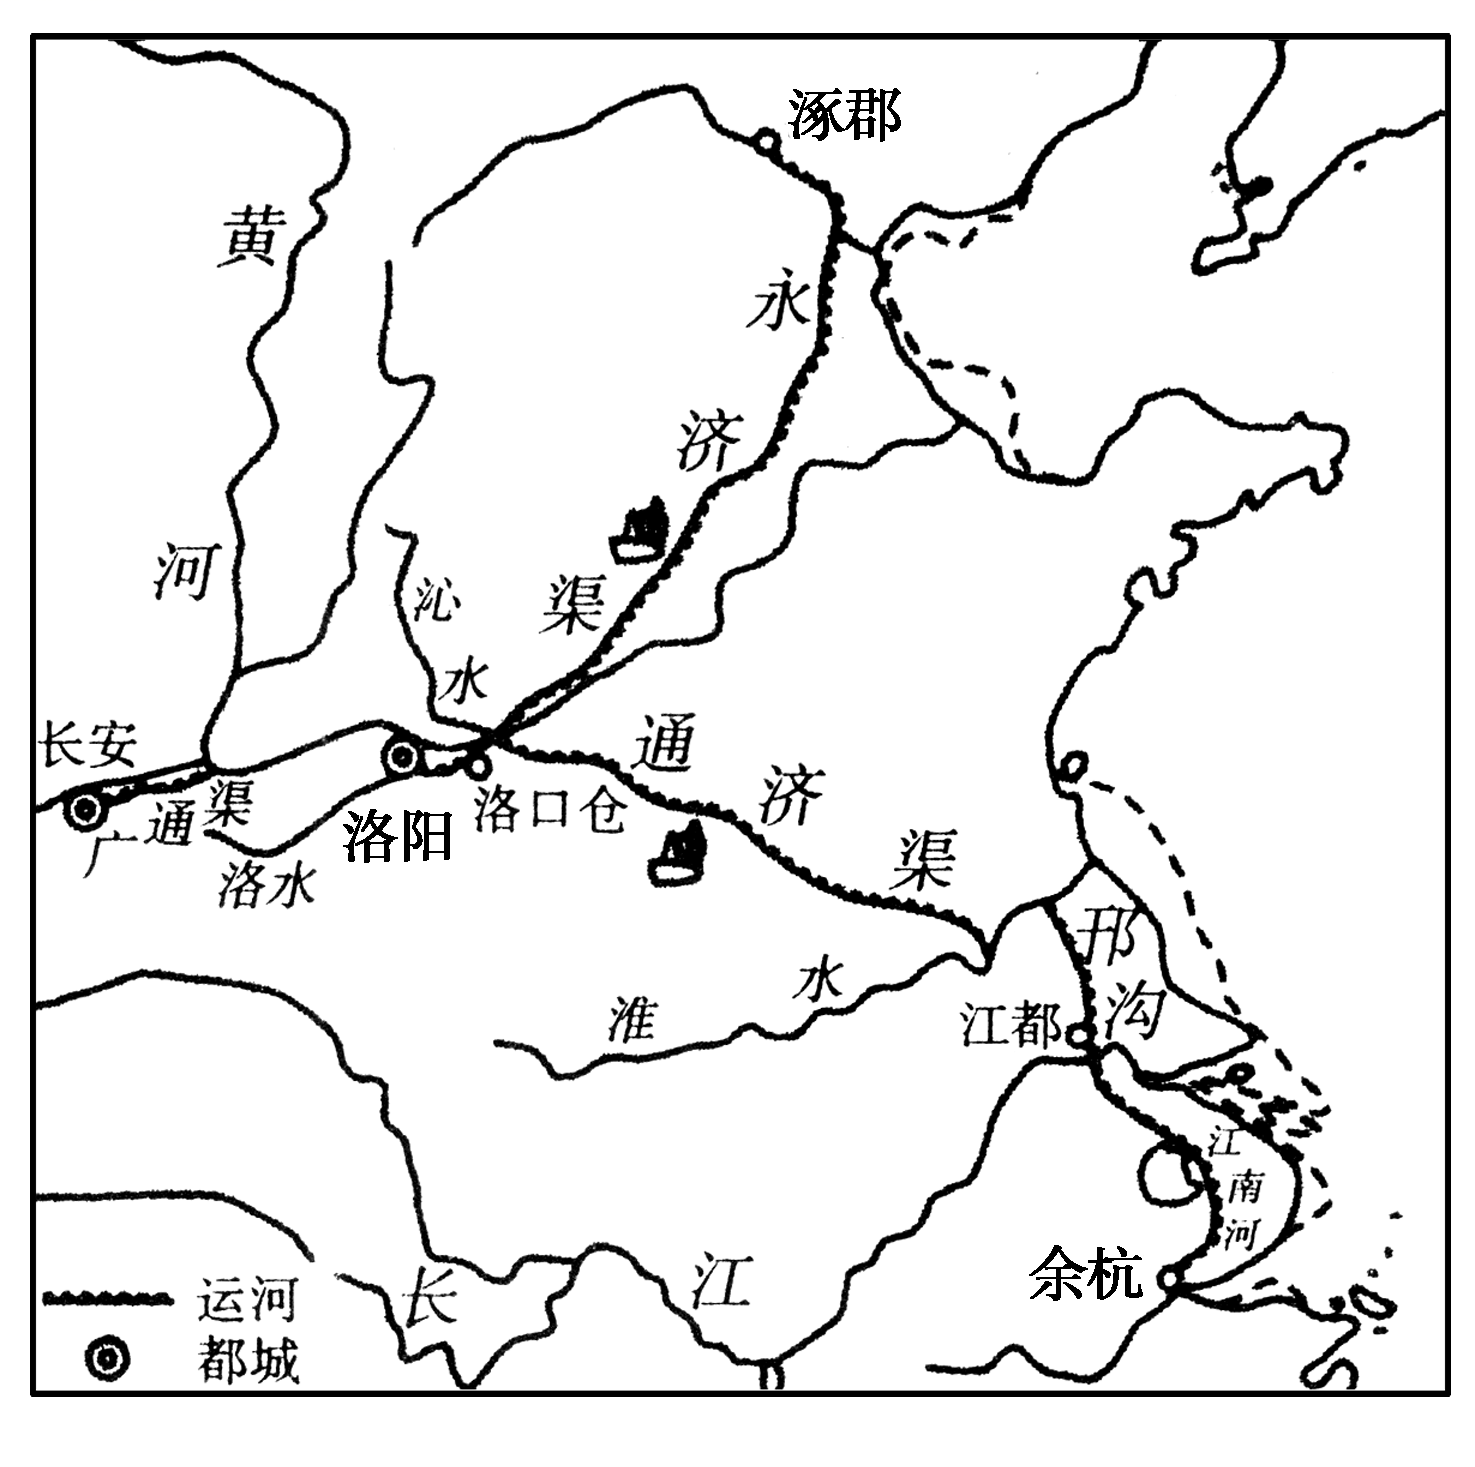 涿郡
黄河
永济渠
沁水
长安
广通渠
洛水
洛阳
洛口仓
通济渠
淮水
邗沟
江都
江南河
余杭
长江
运河
都城